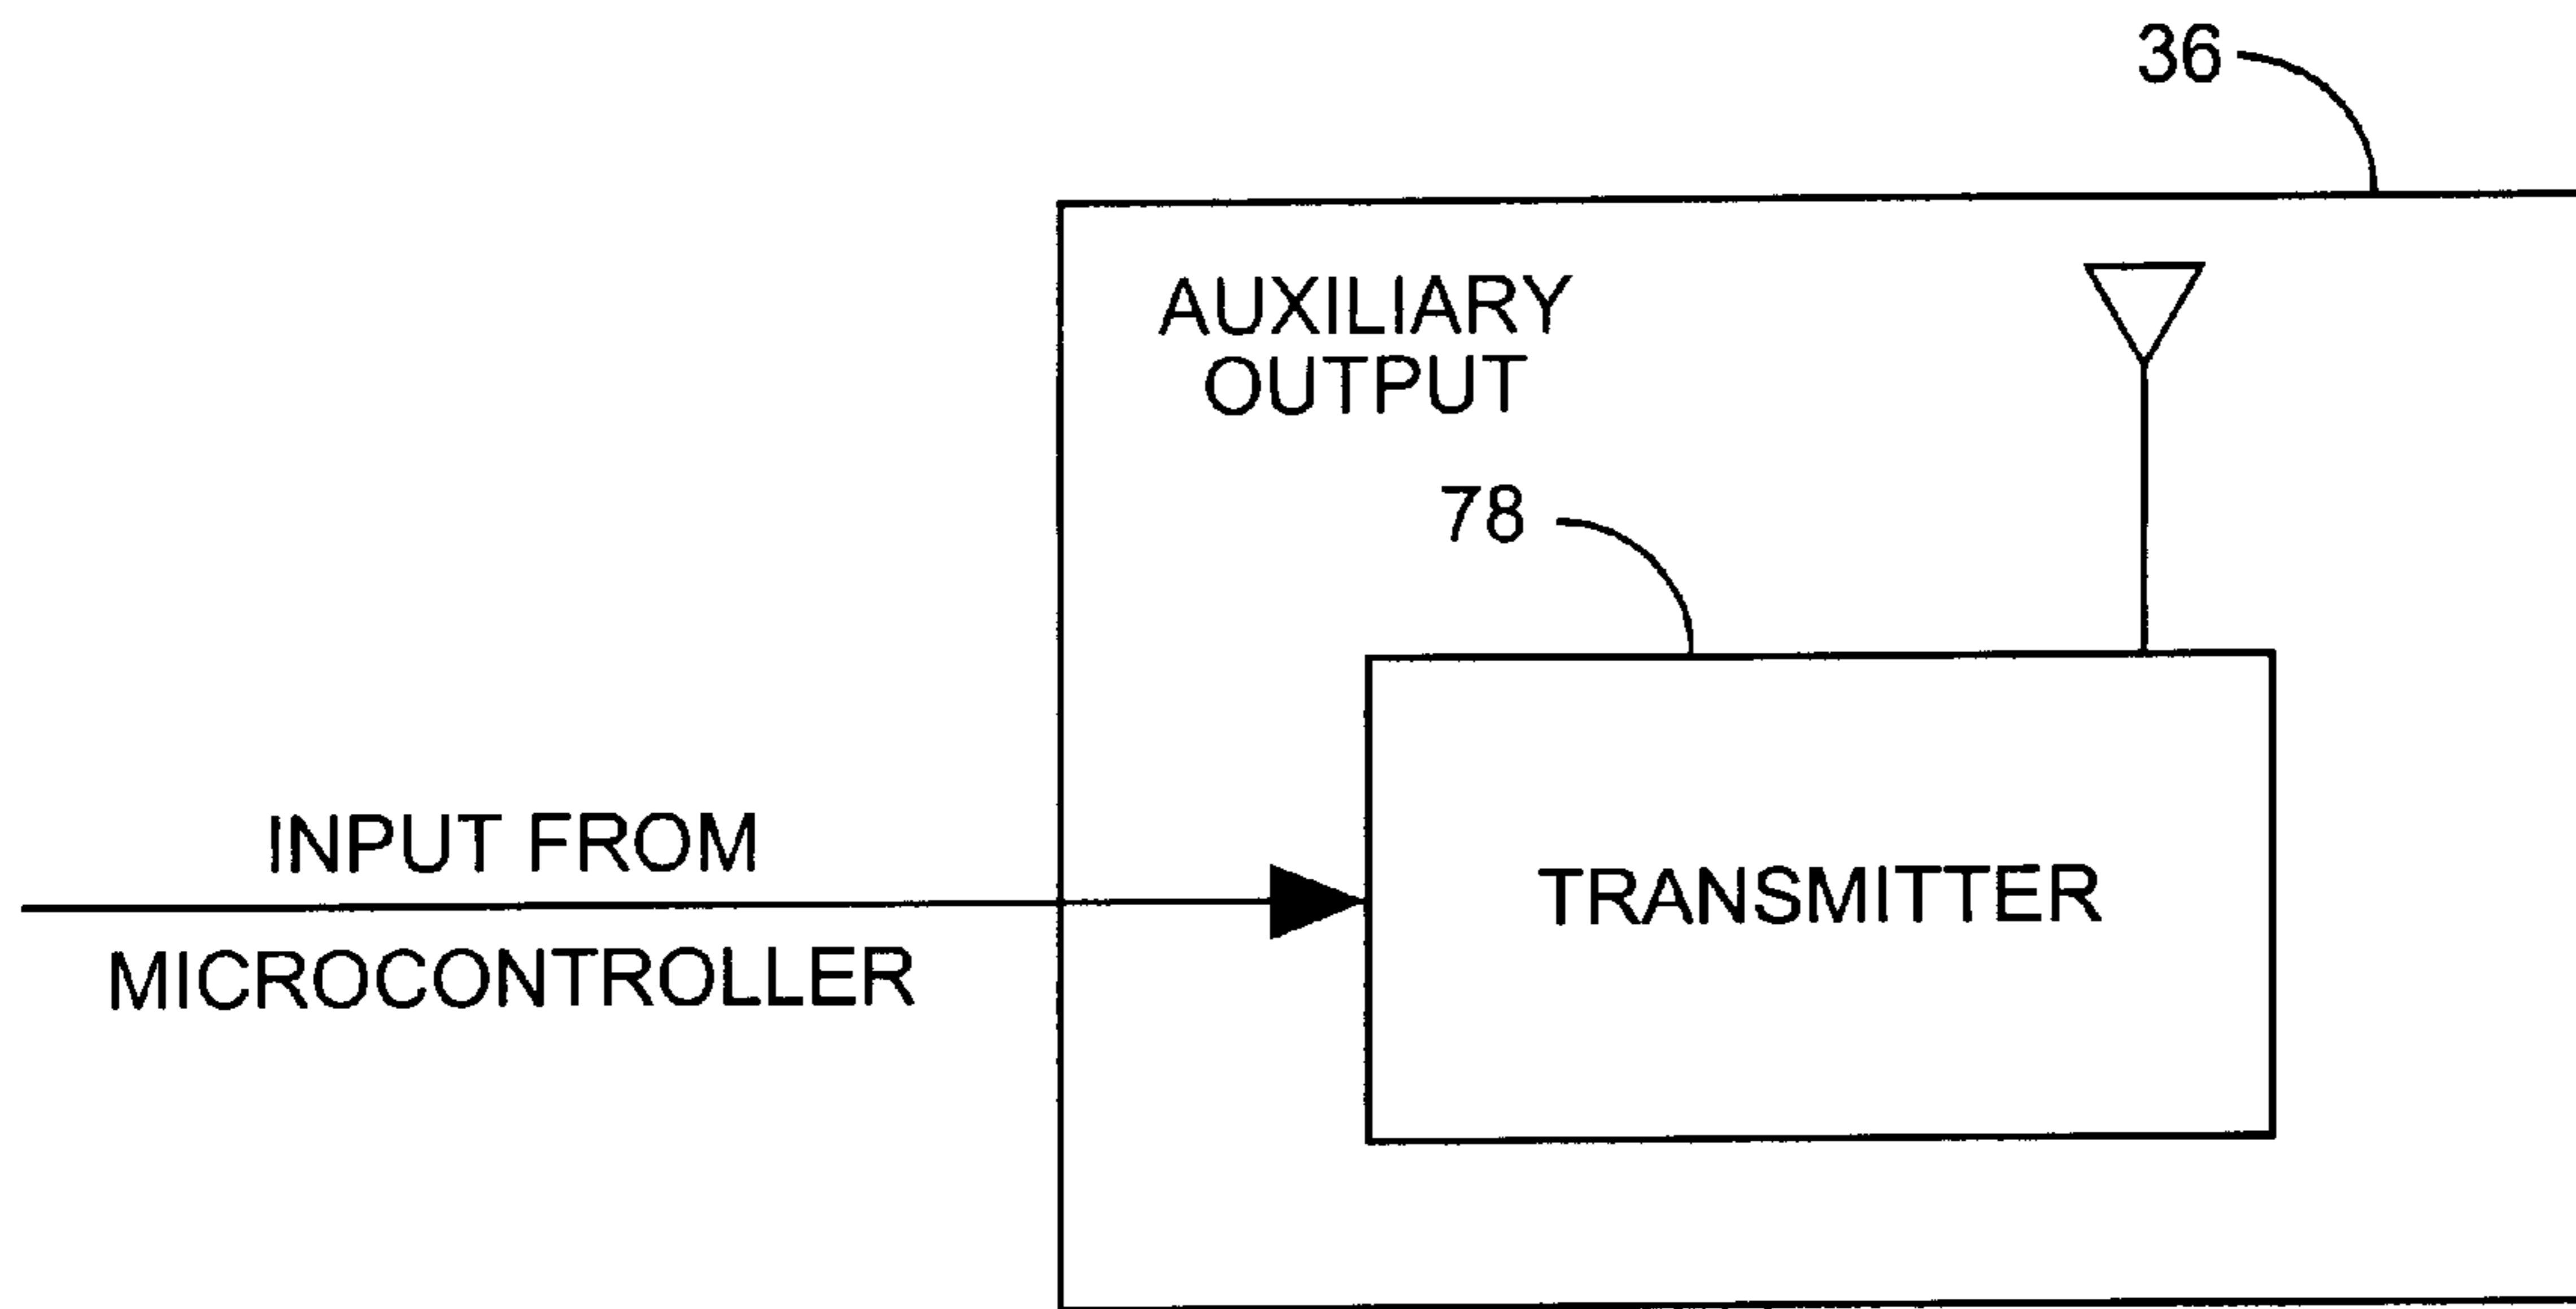 36
AUXILIARY
OUTPUT
78
INPUT FROM
MICROCONTROLLER
TRANSMITTER